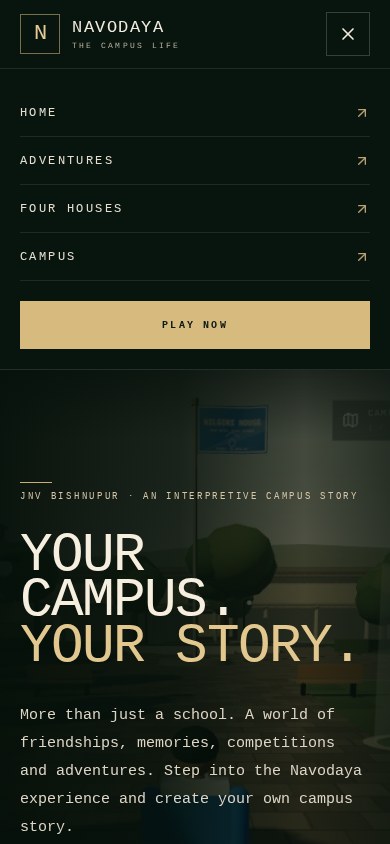 N
NAVODAYA
THE CAMPUS LIFE
HOME
ADVENTURES
FOUR HOUSES
CAMPUS
PLAY NOW
WELCOME HOUSE
JNV BISHNUPUR · AN INTERPRETIVE CAMPUS STORY
YOUR
CAMPUS.
YOUR STORY.
More than just a school. A world of
friendships, memories, competitions
and adventures. Step into the Navodaya
experience and create your own campus
story.